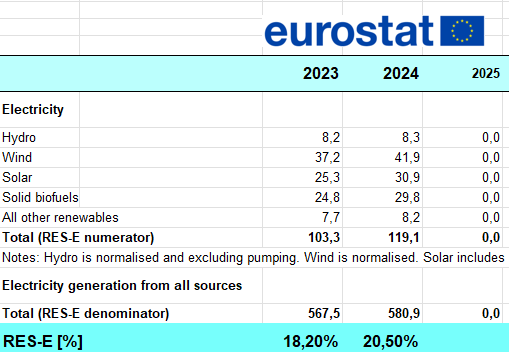 eurostat
2023 2024 2025
Electricity
Hydro 8,2 8,3 0,0
Wind 37,2 41,9 0,0
Solar 25,3 30,9 0,0
Solid biofuels 24,8 29,8 0,0
All other renewables 7,7 8,2 0,0
Total (RES-E numerator) 103,3 119,1 0,0
Notes: Hydro is normalised and excluding pumping. Wind is normalised. Solar includes
Electricity generation from all sources
Total (RES-E denominator) 567,5 580,9 0,0
RES-E [%] 18,20% 20,50%